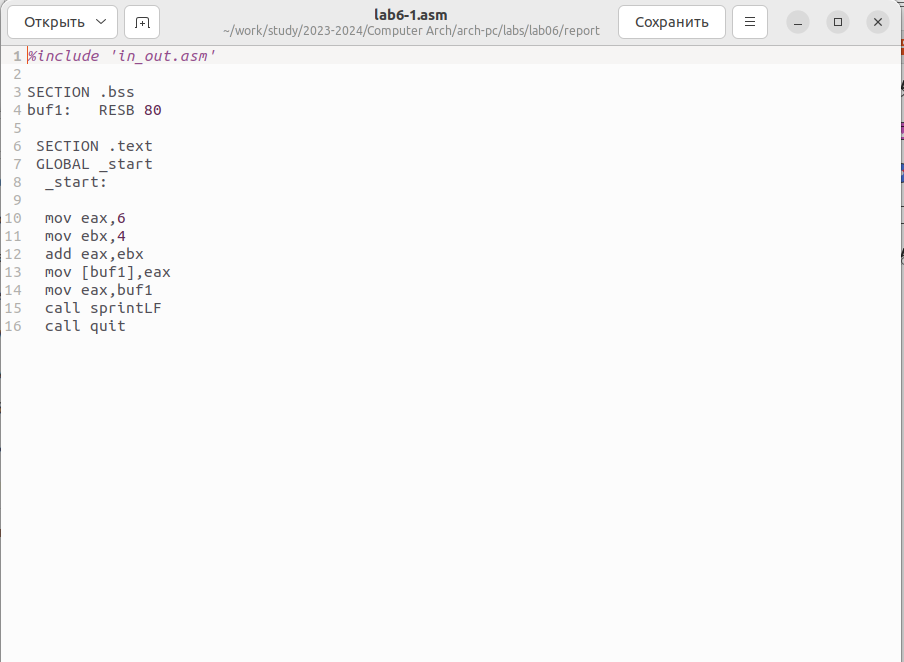 Открыть
lab6-1.asm
~/work/study/2023-2024/Computer Arch/arch-pc/labs/lab06/report
Сохранить
1 %include 'in_out.asm'
2
3 SECTION .bss
4 buf1:   RESB 80
5
6  SECTION .text
7  GLOBAL _start
8   _start:
9
10   mov eax,6
11   mov ebx,4
12   add eax,ebx
13   mov [buf1],eax
14   mov eax,buf1
15   call sprintLF
16   call quit